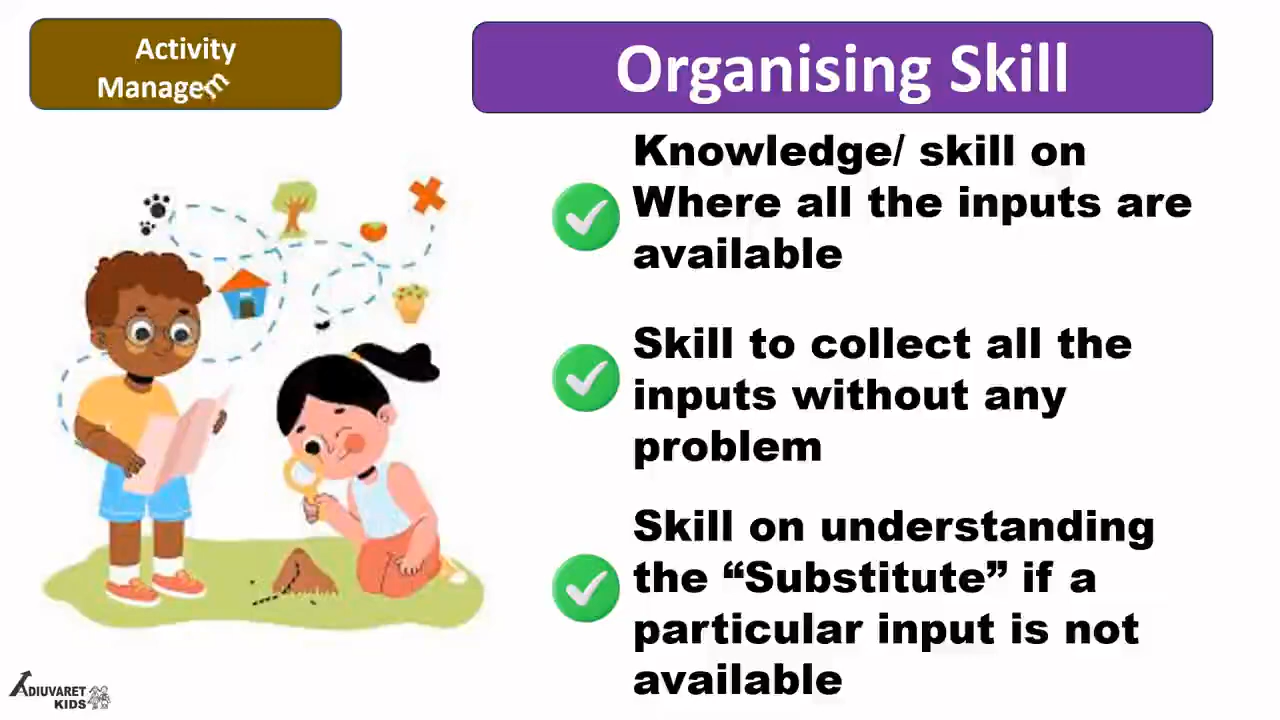 Activity
Managem
Organising Skill
Knowledge/ skill on
Where all the inputs are
available
Skill to collect all the
inputs without any
problem
Skill on understanding
the “Substitute” if a
particular input is not
available
ADIUVARET
KIDS